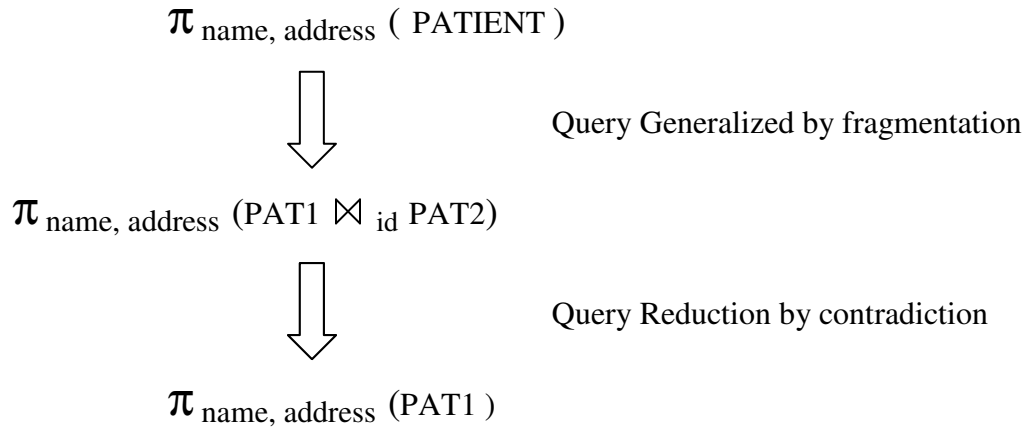 π name, address ( PATIENT )
Query Generalized by fragmentation
π name, address (PAT1 ⋈ id PAT2)
Query Reduction by contradiction
π name, address (PAT1 )